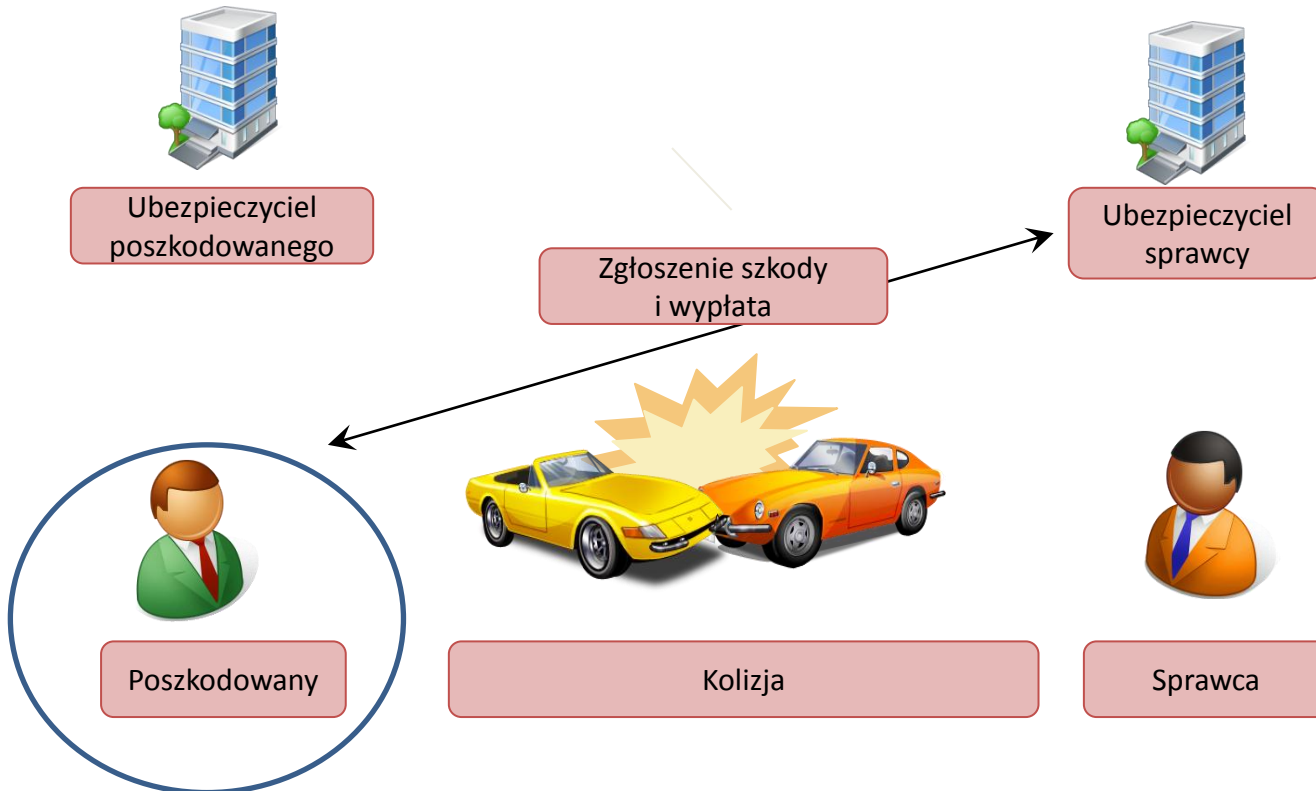 Ubezpieczyciel
poszkodowanego
Ubezpieczyciel
sprawcy
Zgłoszenie szkody
i wypłata
Poszkodowany
Kolizja
Sprawca